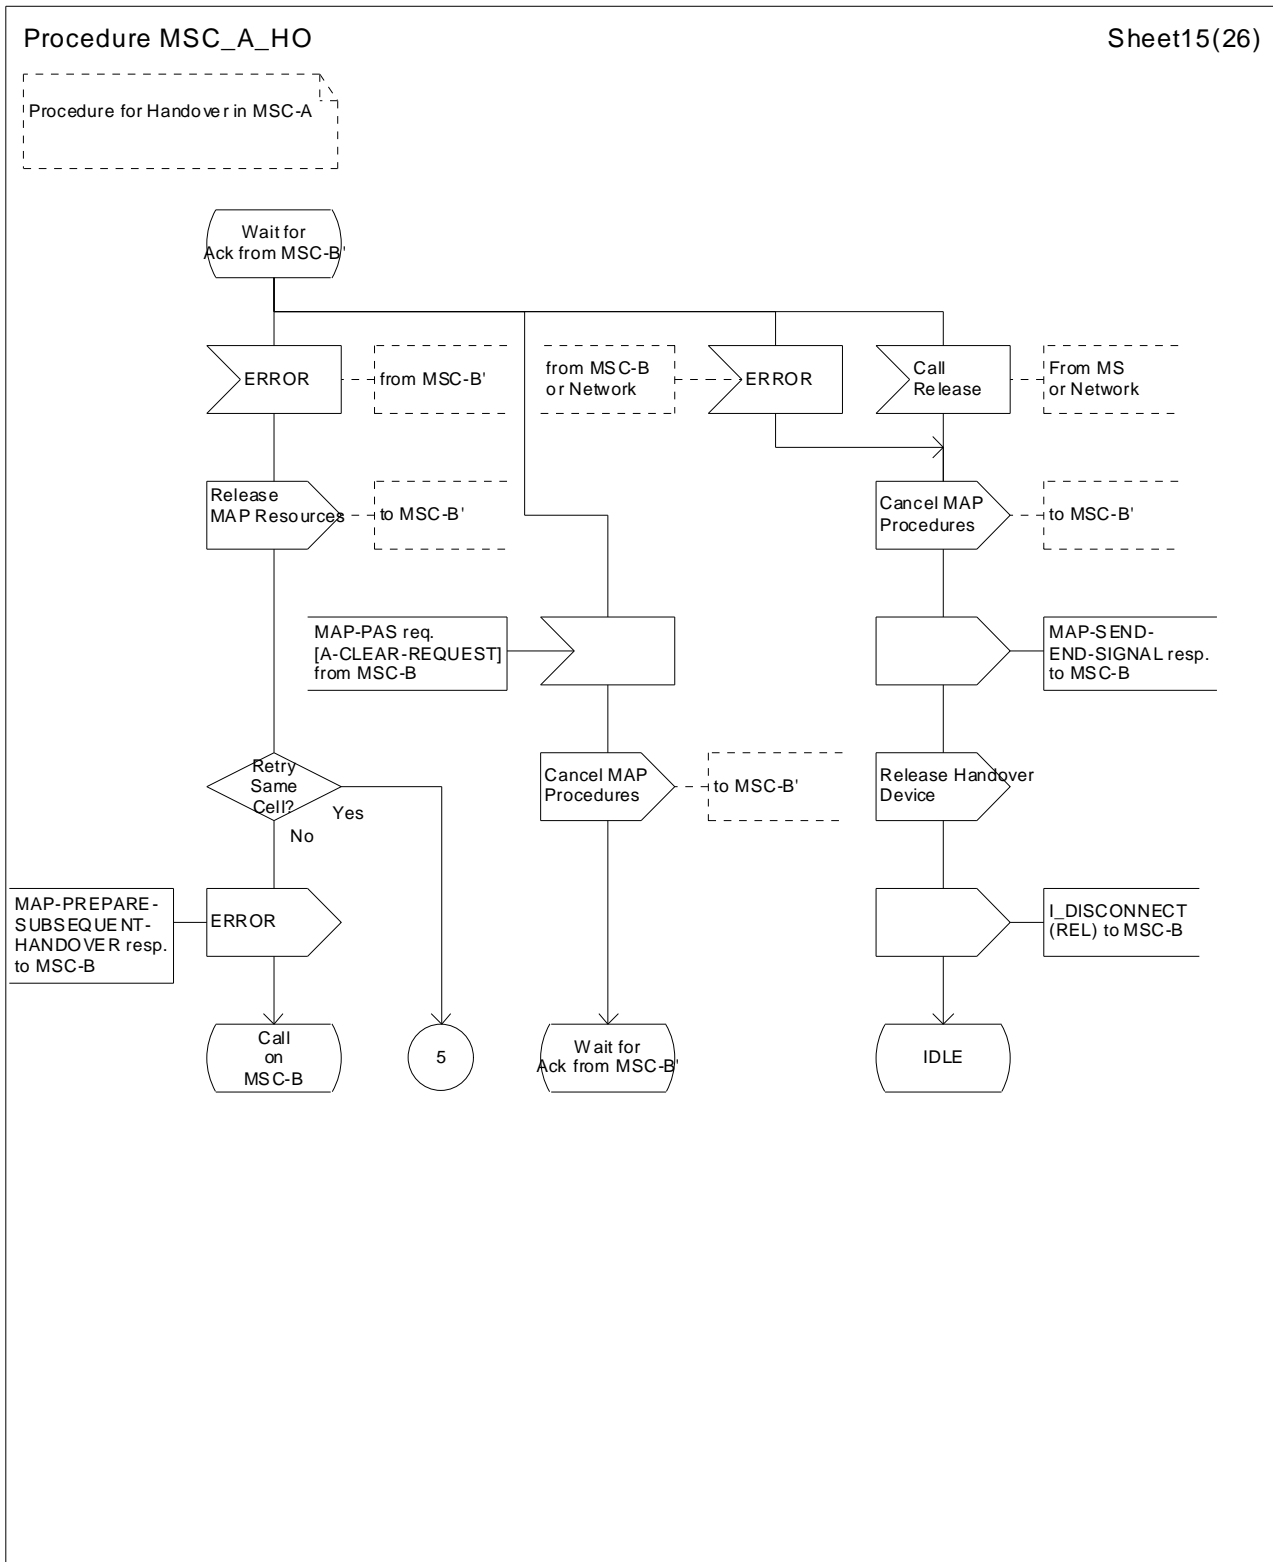 Procedure MSC_A_HO
Sheet15(26)
Procedure for Handover in MSC-A
Wait for
Ack from MSC-B'
ERROR
from MSC-B'
from MSC-B
or Network
ERROR
Call
Release
From MS
or Network
Release
MAP Resources
to MSC-B'
Cancel MAP
Procedures
to MSC-B'
MAP-PAS req.
[A-CLEAR-REQUEST]
from MSC-B
MAP-SEND-
END-SIGNAL resp.
to MSC-B
Retry
Same
Cell?
Yes
No
Cancel MAP
Procedures
to MSC-B'
Release Handover
Device
MAP-PREPARE-
SUBSEQUENT-
HANDOVER resp.
to MSC-B
ERROR
I_DISCONNECT
(REL) to MSC-B
Call
on
MSC-B
5
Wait for
Ack from MSC-B'
IDLE